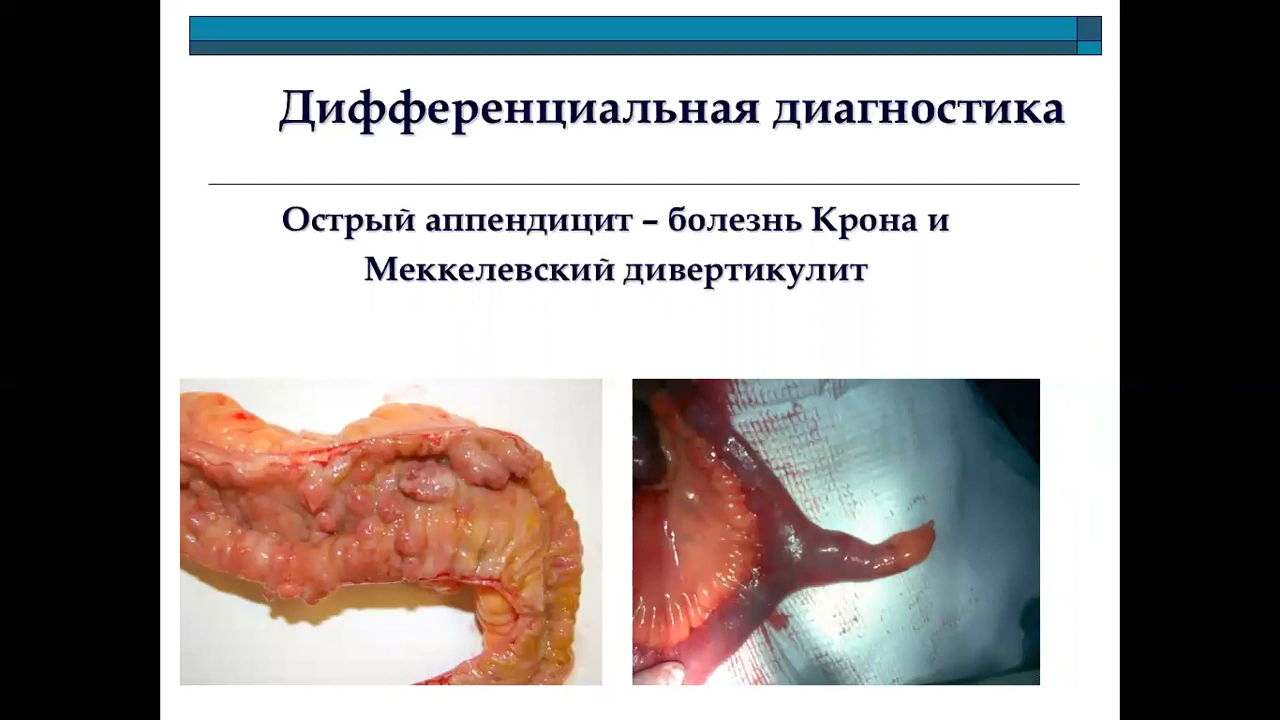 Дифференциальная диагностика
Острый аппендицит – болезнь Крона и
Меккелевский дивертикулит